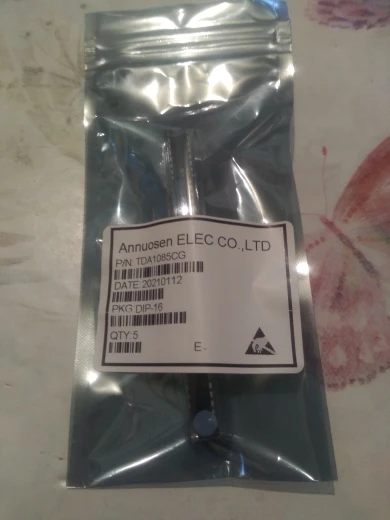 Annuosen ELEC CO.,LTD
P/N: TDA1085CG
DATE:20210112
PKG:DIP-16
QTY:5
E-